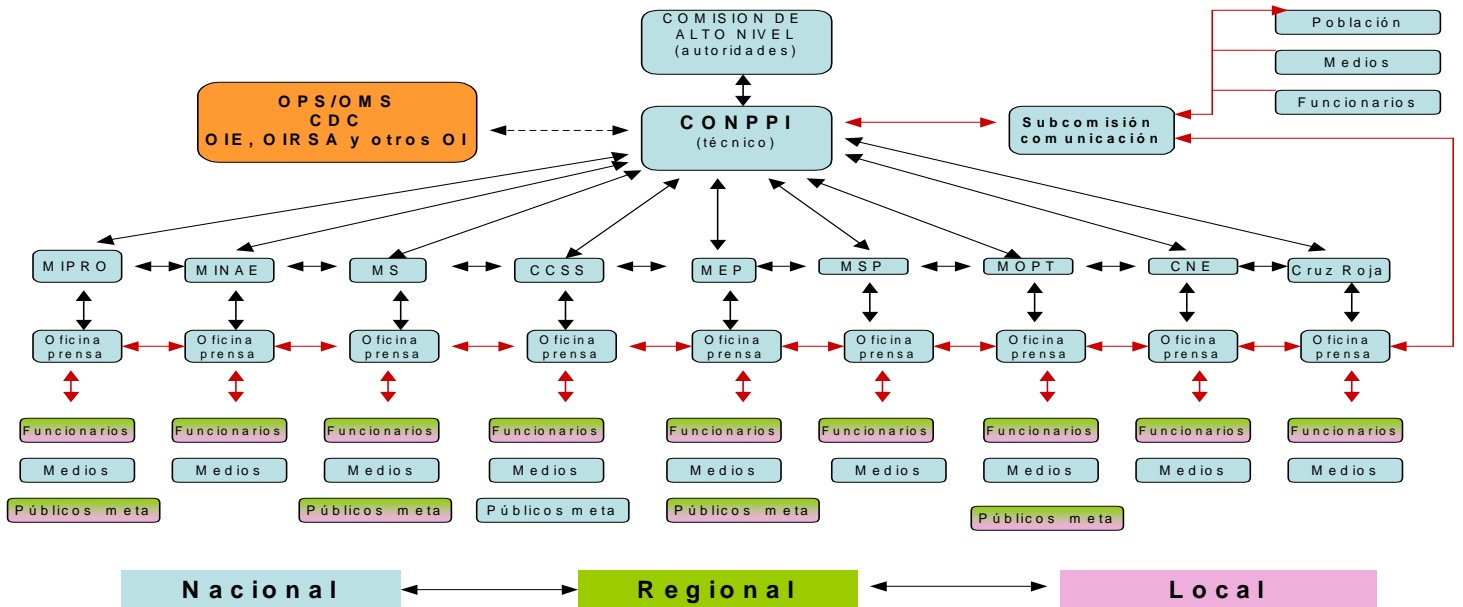 COMISION DE
ALTO NIVEL
(autoridades)
Población
Medios
Funcionarios
OPS/OMS
CDC
OIE, OIRSA y otros OI
CONPPI
(técnico)
Subcomisión
comunicación
MIPRO
MINAE
MS
CCSS
MEP
MSP
MOPT
CNE
Cruz Roja
Oficina
prensa
Oficina
prensa
Oficina
prensa
Oficina
prensa
Oficina
prensa
Oficina
prensa
Oficina
prensa
Oficina
prensa
Oficina
prensa
Funcionarios
Funcionarios
Funcionarios
Funcionarios
Funcionarios
Funcionarios
Funcionarios
Funcionarios
Funcionarios
Medios
Medios
Medios
Medios
Medios
Medios
Medios
Medios
Medios
Públicos meta
Públicos meta
Públicos meta
Públicos meta
Públicos meta
Nacional
Regional
Local